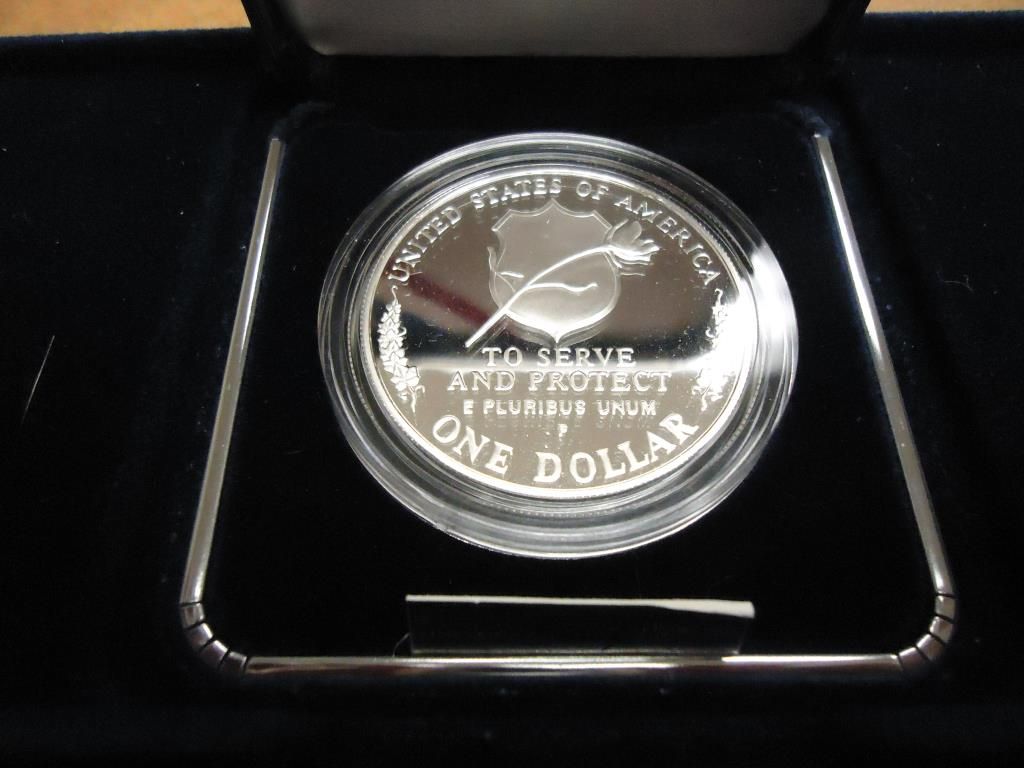 UNITED STATES OF AMERICA
TO SERVE
AND PROTECT
E PLURIBUS UNUM
P
ONE DOLLAR